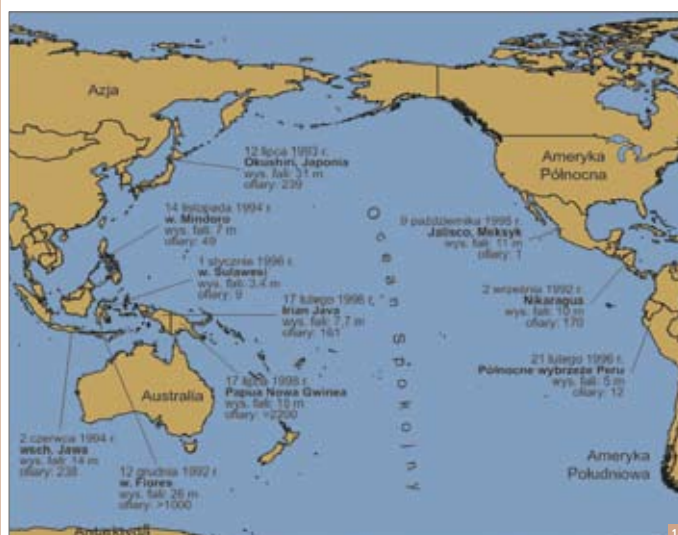 Azja
12 lipca 1993 r.
Okushiri, Japonia
wys. fali: 31 m
ofiary: 239
Ameryka
Północna
14 listopada 1994 r.
w. Mindoro
wys. fali: 7 m
ofiary: 49
9 października 1995 r.
Jalisco, Meksyk
wys. fali: 11 m
ofiary: 1
1 stycznia 1996 r.
w. Sulawesi
wys. fali: 3,4 m
ofiary: 9
2 września 1992 r.
Nikaragua
wys. fali: 10 m
ofiary: 170
17 lutego 1996 r.
Irian Java
wys. fali: 7,7 m
ofiary: 161
Ocean Spokojny
21 lutego 1996 r.
Północne wybrzeże Peru
wys. fali: 5 m
ofiary: 12
17 lipca 1998 r.
Papua Nowa Gwinea
wys. fali: 15 m
ofiary: >2200
Australia
2 czerwca 1994 r.
wsch. Jawa
wys. fali: 14 m
ofiary: 238
12 grudnia 1992 r.
w. Flores
wys. fali: 26 m
ofiary: >1000
Ameryka
Południowa
Antarktyda
1